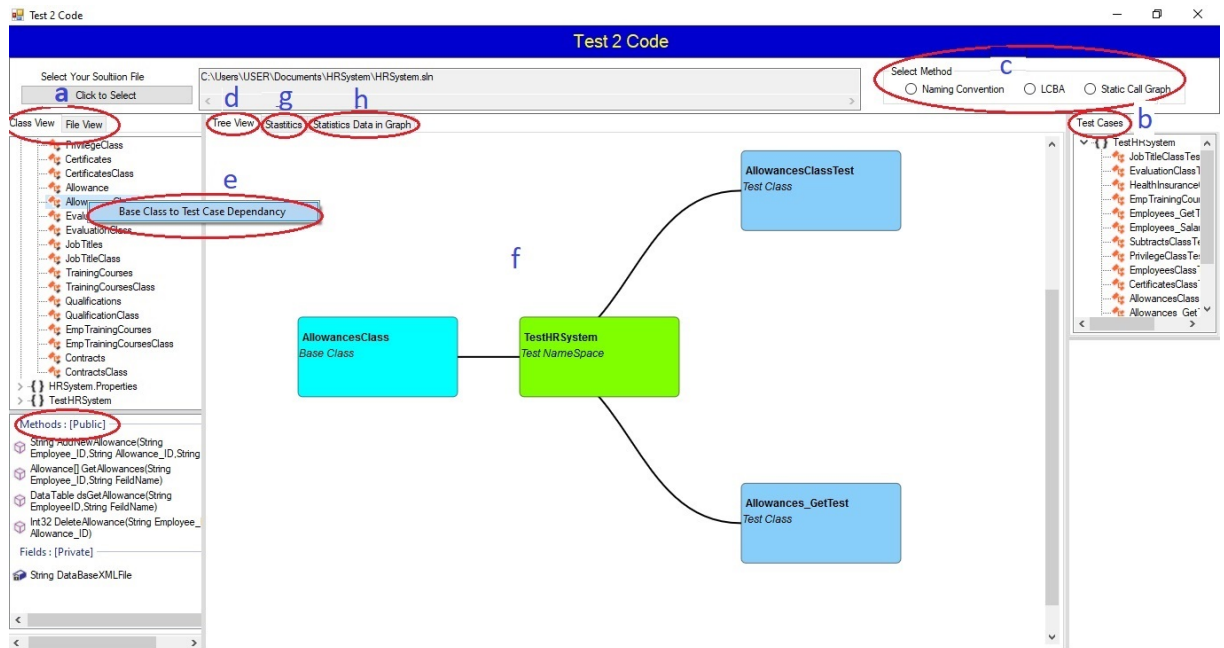 Test 2 Code
Test 2 Code
Select Your Soultiion File
a Click to Select
C:\Users\USER\Documents\HRSystem\HRSystem.sln
Select Method c
Naming Convention LCBA Static Call Graph
d g h
Class View File View
Tree View Stastitics Statistics Data in Graph
Test Cases b
PrivilegeClass
Certificates
CertificatesClass
Allowance
Allow
Evalu
EvaluationClass
JobTitles
JobTitleClass
TrainingCourses
TrainingCoursesClass
Qualifications
QualificationClass
EmpTrainingCourses
EmpTrainingCoursesClass
Contracts
ContractsClass
HRSystem.Properties
TestHRSystem
e
Base Class to Test Case Dependancy
f
AllowancesClassTest
Test Class
AllowancesClass
Base Class
TestHRSystem
Test NameSpace
Allowances_GetTest
Test Class
TestHRSystem
JobTitleClassTes
EvaluationClassT
HealthInsurance
EmpTrainingCour
Employees_GetT
Employees_Salar
SubtractsClassTe
PrivilegeClassTes
EmployeesClass
CertificatesClass
AllowancesClass
Allowances_Get
Methods : [Public]
String AddNewAllowance(String
Employee_ID,String Allowance_ID,String
Allowance[] GetAllowances(String
Employee_ID,String FeildName)
DataTable dsGetAllowance(String
EmployeeID,String FeildName)
Int32 DeleteAllowance(String Employee_
Allowance_ID)
Fields : [Private]
String DataBaseXMLFile